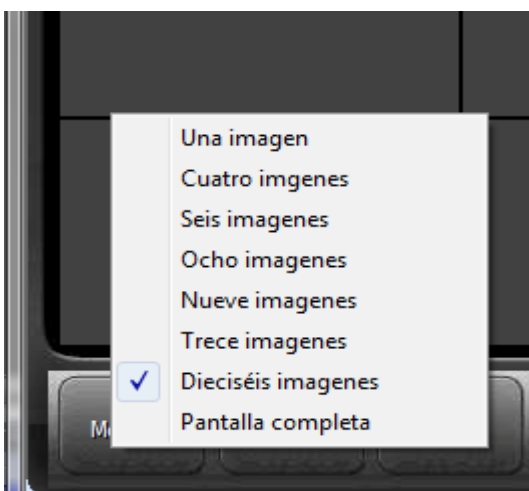 Una imagen
Cuatro imgenes
Seis imagenes
Ocho imagenes
Nueve imagenes
Trece imagenes
Dieciséis imagenes
Pantalla completa